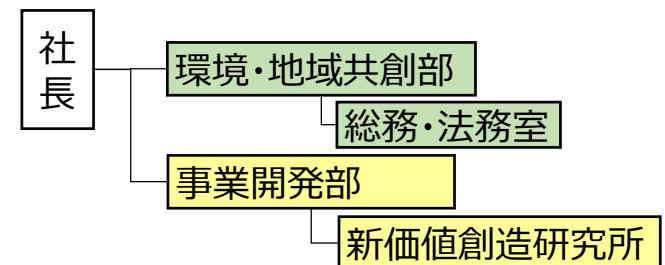 社長
環境・地域共創部
総務・法務室
事業開発部
新価値創造研究所